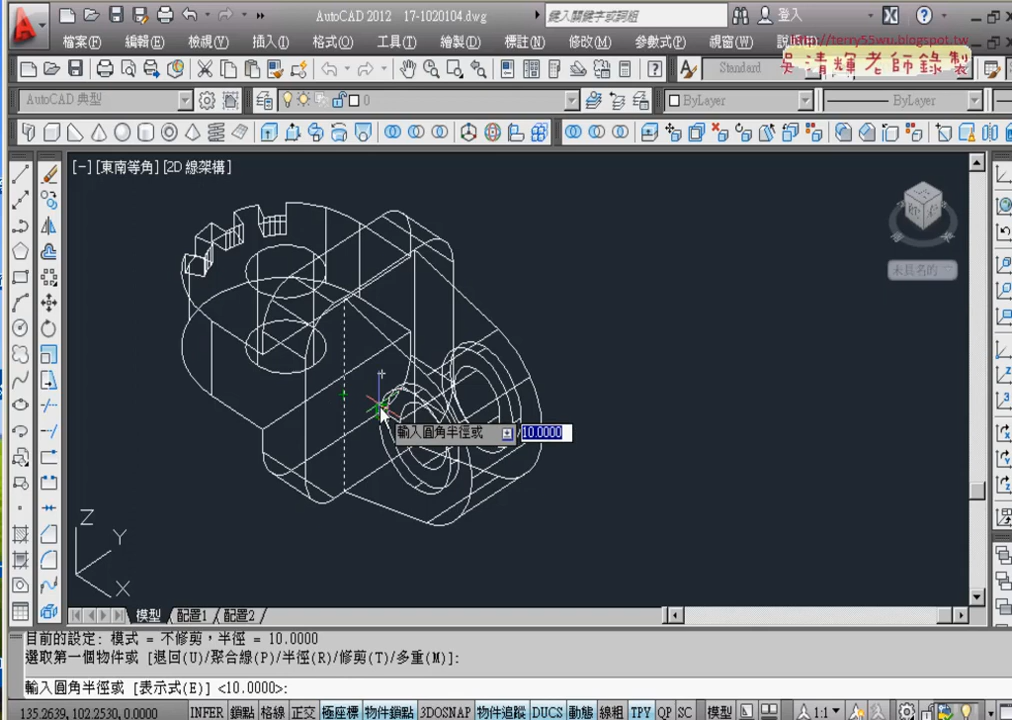 AutoCAD 2012 17-1020104.dwg
鍵入關鍵字或詞組
登入
檔案(F) 編輯(E) 檢視(V) 插入(I) 格式(O) 工具(T) 繪製(D) 標註(N) 修改(M) 參數式(P) 視窗(W)
http://terry55wu.blogspot.tw
吳清輝老師錄製
Standard
AutoCAD 典型
0
ByLayer
ByLayer
[−][東南等角][2D 線架構]
未具名的
輸入圓角半徑或
10.0000
Z
Y
X
模型 配置1 配置2
目前的設定: 模式 = 不修剪，半徑 = 10.0000
選取第一個物件或 [退回(U)/聚合線(P)/半徑(R)/修剪(T)/多重(M)]:
輸入圓角半徑或 [表示式(E)] <10.0000>:
135.2639, 102.2530, 0.0000
INFER 鎖點 格線 正交 極座標 物件鎖點 3DOSNAP 物件追蹤 DUCS 動態 線粗 TPY QP SC 模型 1:1